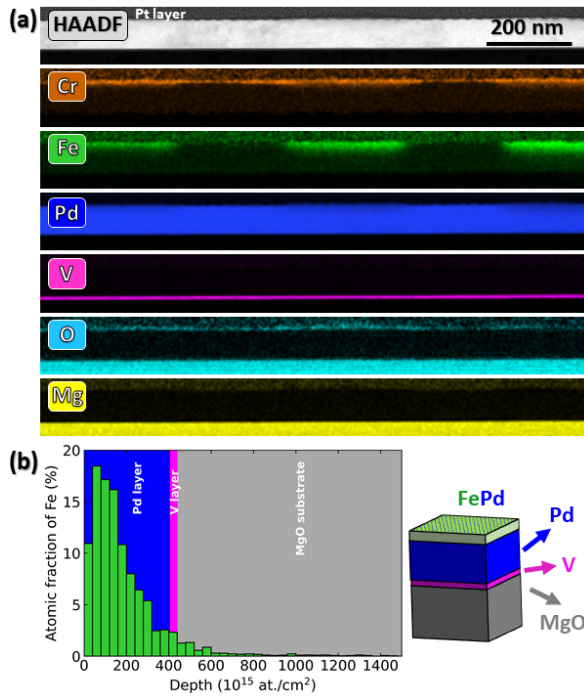 (a)
HAADF
Pt layer
200 nm
Cr
Fe
Pd
V
O
Mg
(b)
20
15
10
5
0
Atomic fraction of Fe (%)
Pd layer
V layer
MgO substrate
0 200 400 600 800 1000 1200 1400
Depth (10¹⁵ at./cm²)
FePd
Pd
V
MgO